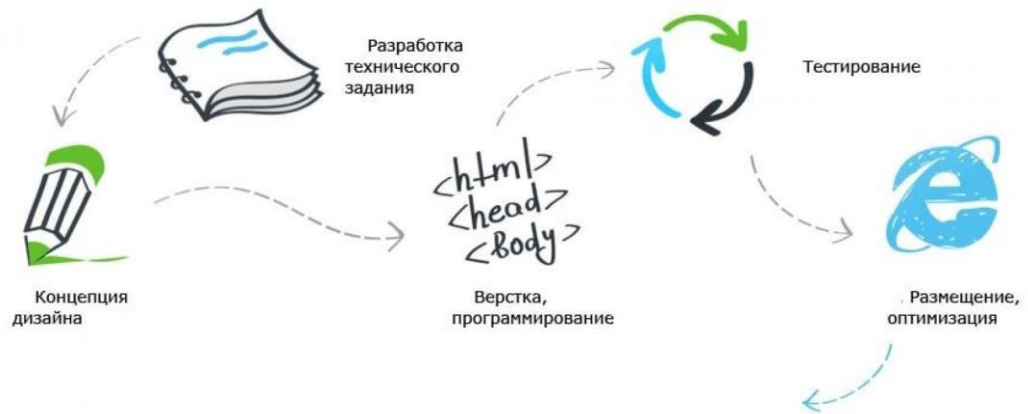 Разработка
технического
задания
Тестирование
<html>
<head>
<body>
Концепция
дизайна
Верстка,
программирование
Размещение,
оптимизация